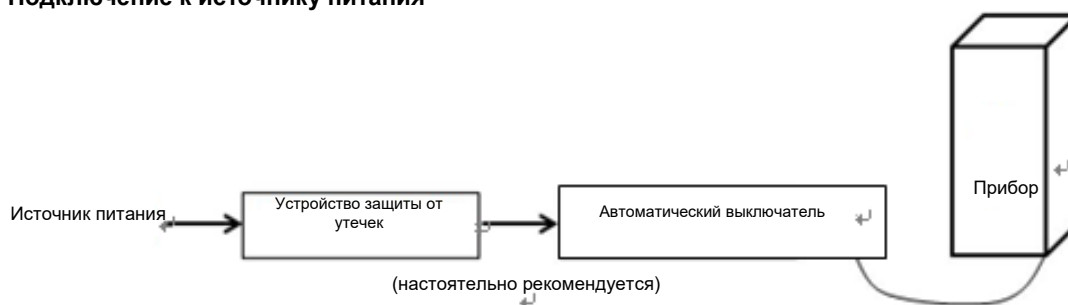 Подключение к источнику питания
Источник питания
Устройство защиты от
утечек
Автоматический выключатель
Прибор
(настоятельно рекомендуется)